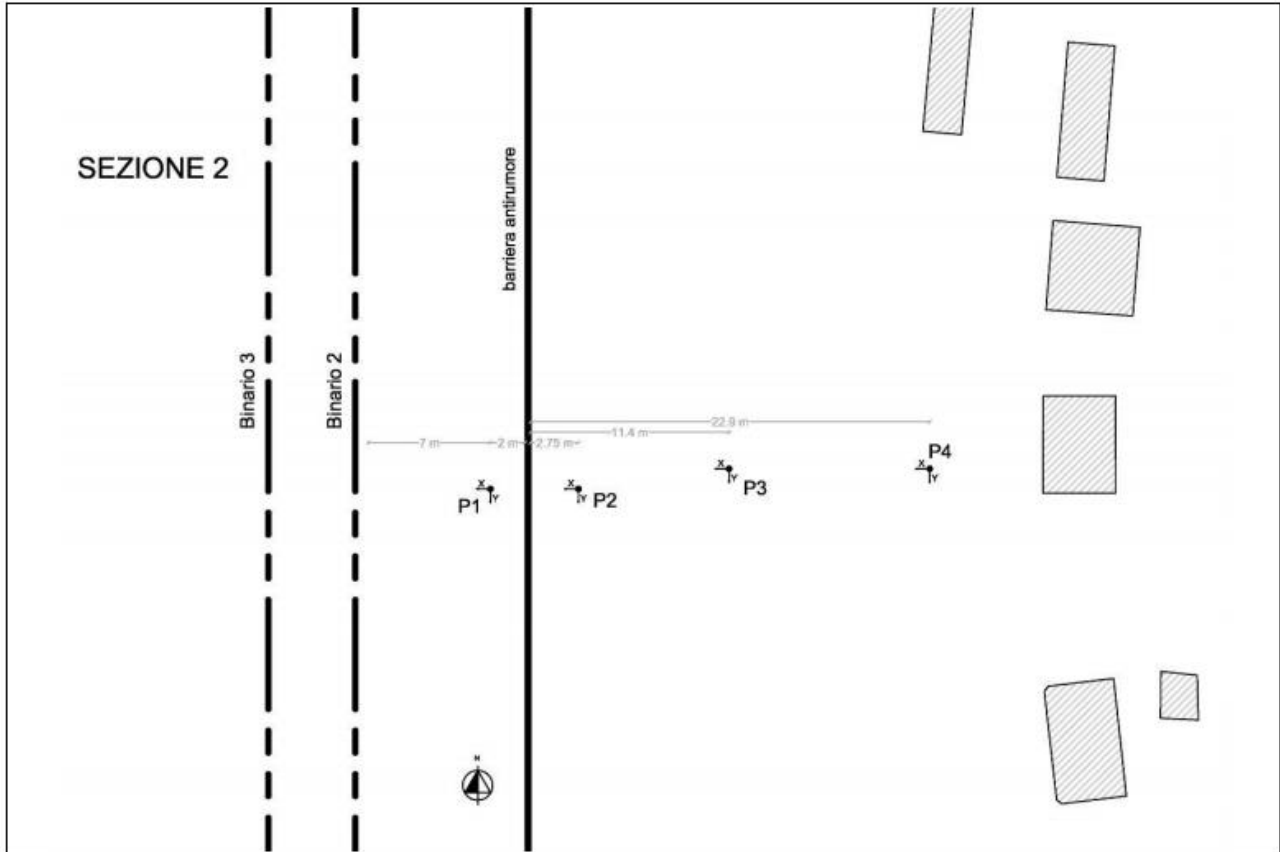 SEZIONE 2
barriera antirumore
Binario 3
Binario 2
22.9 m
11.4 m
7 m
2 m
2.75 m
X
Y
P1
X
Y
P2
X
Y
P3
P4
X
Y
N